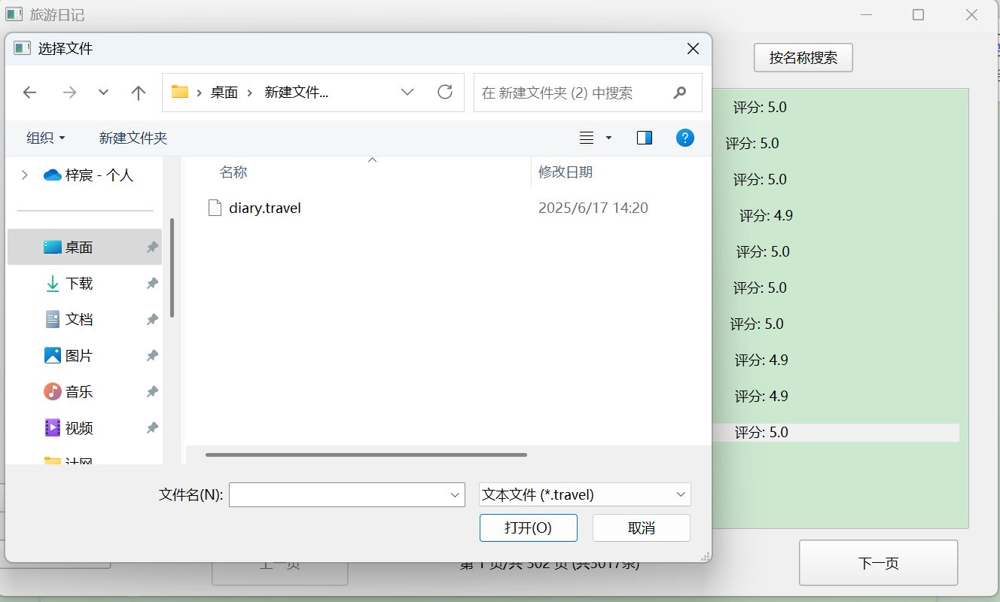 旅游日记
选择文件
按名称搜索
桌面 新建文件...
在 新建文件夹 (2) 中搜索
组织 新建文件夹
梓宸 - 个人
桌面
下载
文档
图片
音乐
视频
计网
名称 修改日期
diary.travel 2025/6/17 14:20
评分: 5.0
评分: 5.0
评分: 5.0
评分: 4.9
评分: 5.0
评分: 5.0
评分: 5.0
评分: 4.9
评分: 4.9
评分: 5.0
文件名(N): 文本文件 (*.travel)
打开(O) 取消
上一页 第 1 页/共 302 页 (共3017条) 下一页